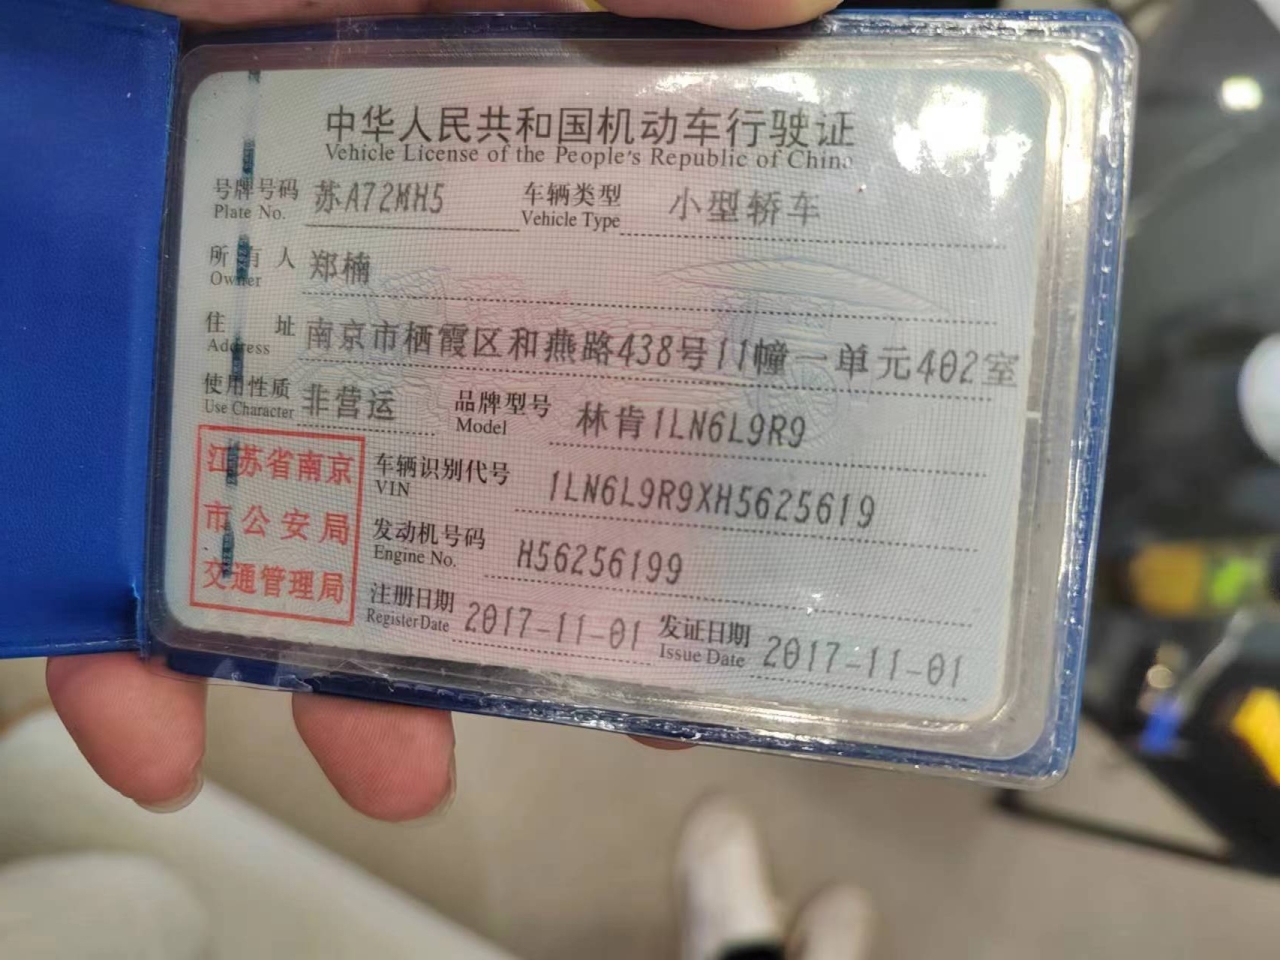 中华人民共和国机动车行驶证
Vehicle License of the People's Republic of China
号牌号码 苏A72MH5 车辆类型 小型轿车
Plate No. Vehicle Type
所有人 郑楠
Owner
住址 南京市栖霞区和燕路438号11幢一单元402室
Address
使用性质 非营运 品牌型号 林肯1LN6L9R9
Use Character Model
江苏省南京
市公安局
交通管理局
车辆识别代号 1LN6L9R9XH5625619
VIN
发动机号码 H56256199
Engine No.
注册日期 2017-11-01 发证日期 2017-11-01
Register Date Issue Date